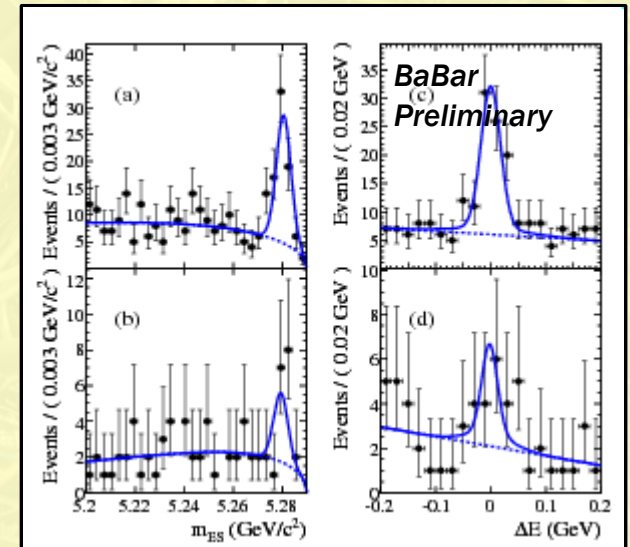 BaBar
Preliminary
(a)
(c)
Events / ( 0.003 GeV/c²)
40
35
30
25
20
15
10
5
Events / ( 0.02 GeV )
35
30
25
20
15
10
5
(b)
(d)
Events / ( 0.003 GeV/c²)
12
10
8
6
4
2
0
Events / ( 0.02 GeV )
10
8
6
4
2
0
5.2 5.22 5.24 5.26 5.28
m_ES (GeV/c²)
-0.2 -0.1 0 0.1 0.2
ΔE (GeV)